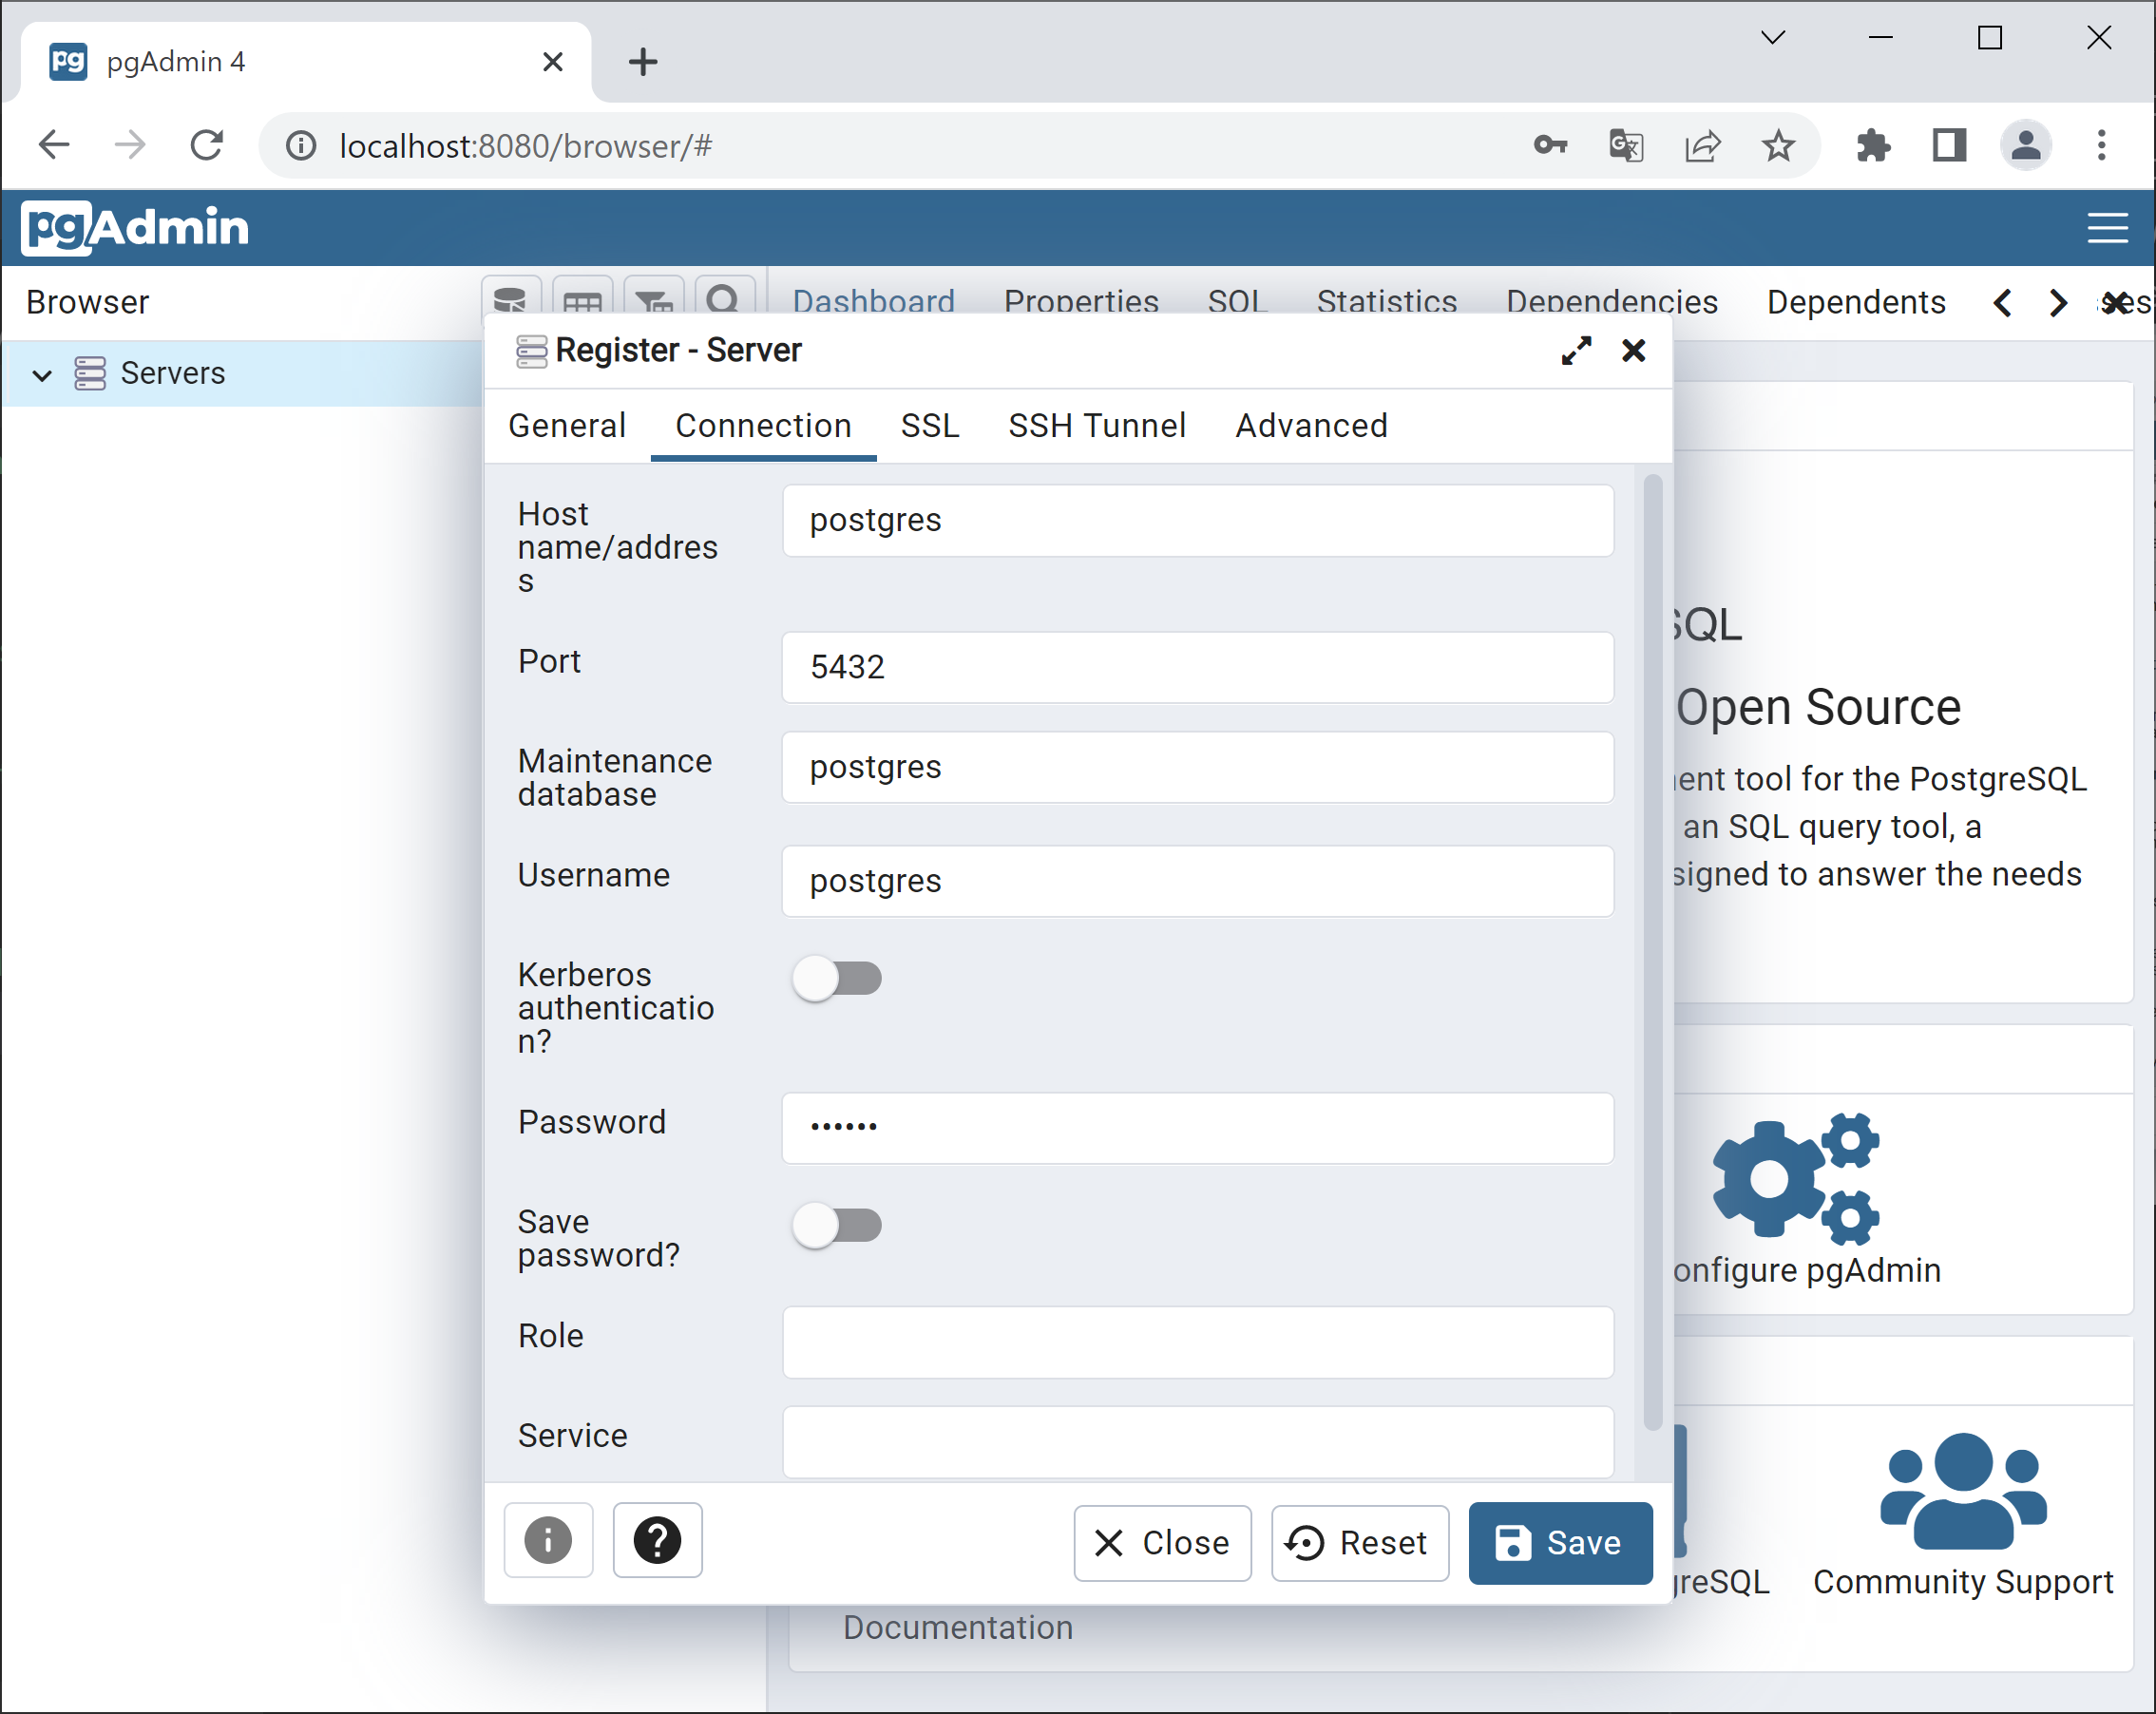 pgAdmin 4
localhost:8080/browser/#
pgAdmin
Browser
Dashboard Properties SQL Statistics Dependencies Dependents
Servers
Register - Server
General Connection SSL SSH Tunnel Advanced
Host
name/addres
s
postgres
Port
5432
Maintenance
database
postgres
Username
postgres
Kerberos
authenticatio
n?
Password
••••••
Save
password?
Role
Service
Close Reset Save
SQL
Open Source
ent tool for the PostgreSQL
an SQL query tool, a
signed to answer the needs
onfigure pgAdmin
greSQL
Community Support
Documentation